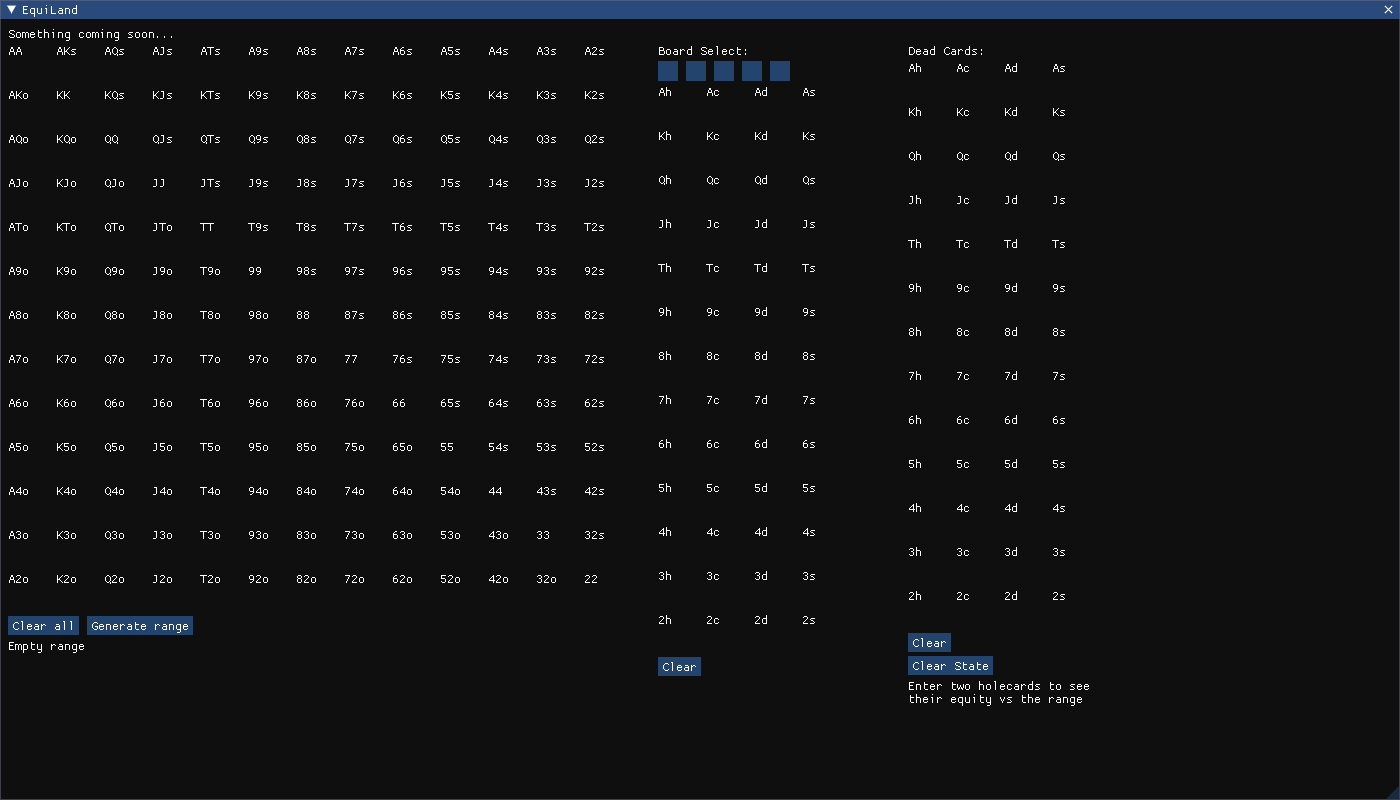 EquiLand
Something coming soon...
AA AKs AQs AJs ATs A9s A8s A7s A6s A5s A4s A3s A2s
AKo KK KQs KJs KTs K9s K8s K7s K6s K5s K4s K3s K2s
AQo KQo QQ QJs QTs Q9s Q8s Q7s Q6s Q5s Q4s Q3s Q2s
AJo KJo QJo JJ JTs J9s J8s J7s J6s J5s J4s J3s J2s
ATo KTo QTo JTo TT T9s T8s T7s T6s T5s T4s T3s T2s
A9o K9o Q9o J9o T9o 99 98s 97s 96s 95s 94s 93s 92s
A8o K8o Q8o J8o T8o 98o 88 87s 86s 85s 84s 83s 82s
A7o K7o Q7o J7o T7o 97o 87o 77 76s 75s 74s 73s 72s
A6o K6o Q6o J6o T6o 96o 86o 76o 66 65s 64s 63s 62s
A5o K5o Q5o J5o T5o 95o 85o 75o 65o 55 54s 53s 52s
A4o K4o Q4o J4o T4o 94o 84o 74o 64o 54o 44 43s 42s
A3o K3o Q3o J3o T3o 93o 83o 73o 63o 53o 43o 33 32s
A2o K2o Q2o J2o T2o 92o 82o 72o 62o 52o 42o 32o 22
Clear all Generate range
Empty range
Board Select:
Ah Ac Ad As
Kh Kc Kd Ks
Qh Qc Qd Qs
Jh Jc Jd Js
Th Tc Td Ts
9h 9c 9d 9s
8h 8c 8d 8s
7h 7c 7d 7s
6h 6c 6d 6s
5h 5c 5d 5s
4h 4c 4d 4s
3h 3c 3d 3s
2h 2c 2d 2s
Clear
Dead Cards:
Ah Ac Ad As
Kh Kc Kd Ks
Qh Qc Qd Qs
Jh Jc Jd Js
Th Tc Td Ts
9h 9c 9d 9s
8h 8c 8d 8s
7h 7c 7d 7s
6h 6c 6d 6s
5h 5c 5d 5s
4h 4c 4d 4s
3h 3c 3d 3s
2h 2c 2d 2s
Clear
Clear State
Enter two holecards to see
their equity vs the range